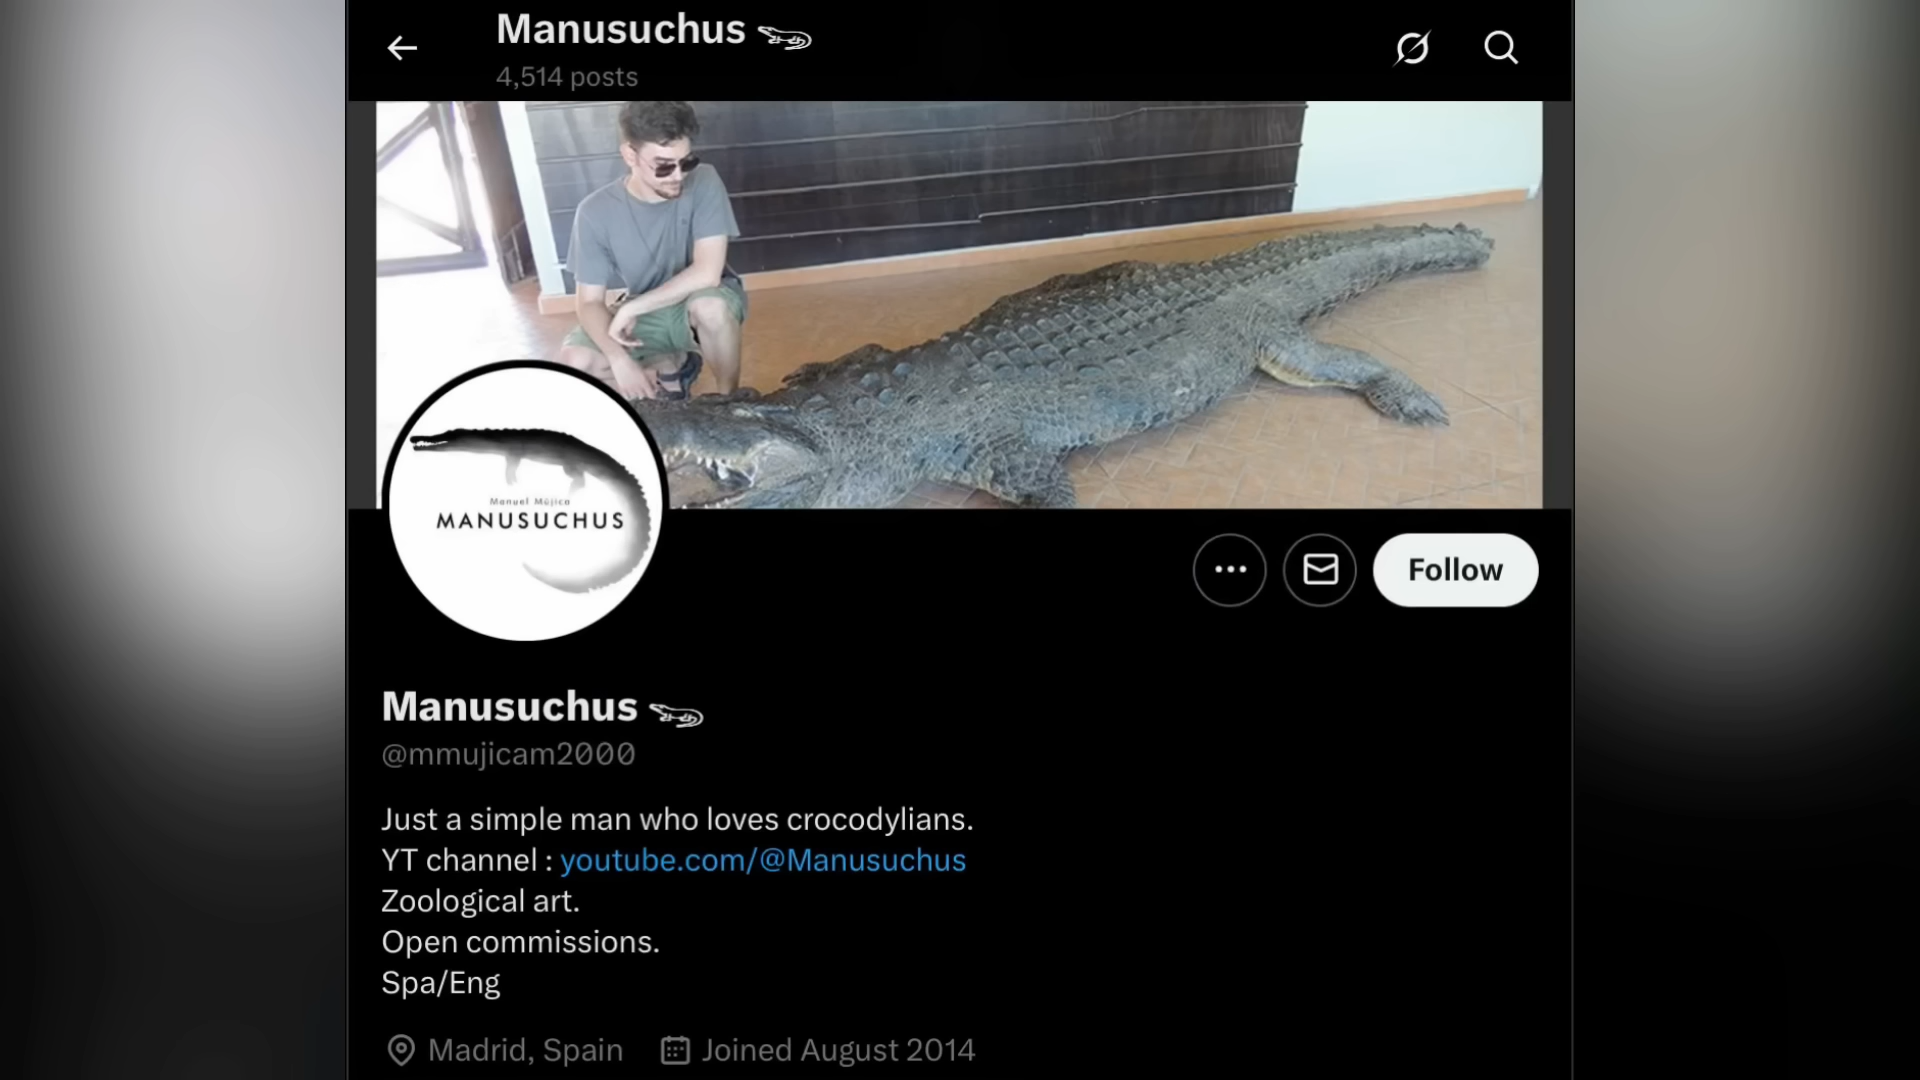 Manusuchus
4,514 posts
Manuel Mújica
MANUSUCHUS
Follow
Manusuchus
@mmujicam2000
Just a simple man who loves crocodylians.
YT channel : youtube.com/@Manusuchus
Zoological art.
Open commissions.
Spa/Eng
Madrid, Spain Joined August 2014